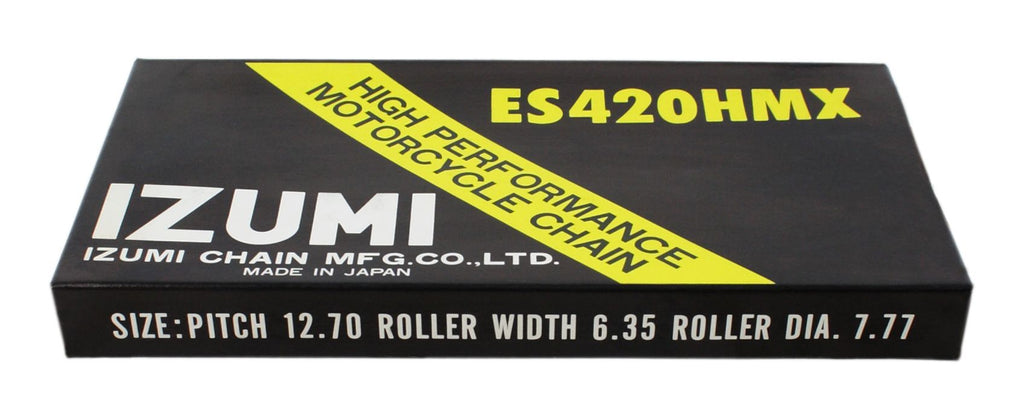 ES420HMX
HIGH PERFORMANCE
MOTORCYCLE CHAIN
IZUMI
IZUMI CHAIN MFG.CO.,LTD.
MADE IN JAPAN
SIZE:PITCH 12.70 ROLLER WIDTH 6.35 ROLLER DIA. 7.77